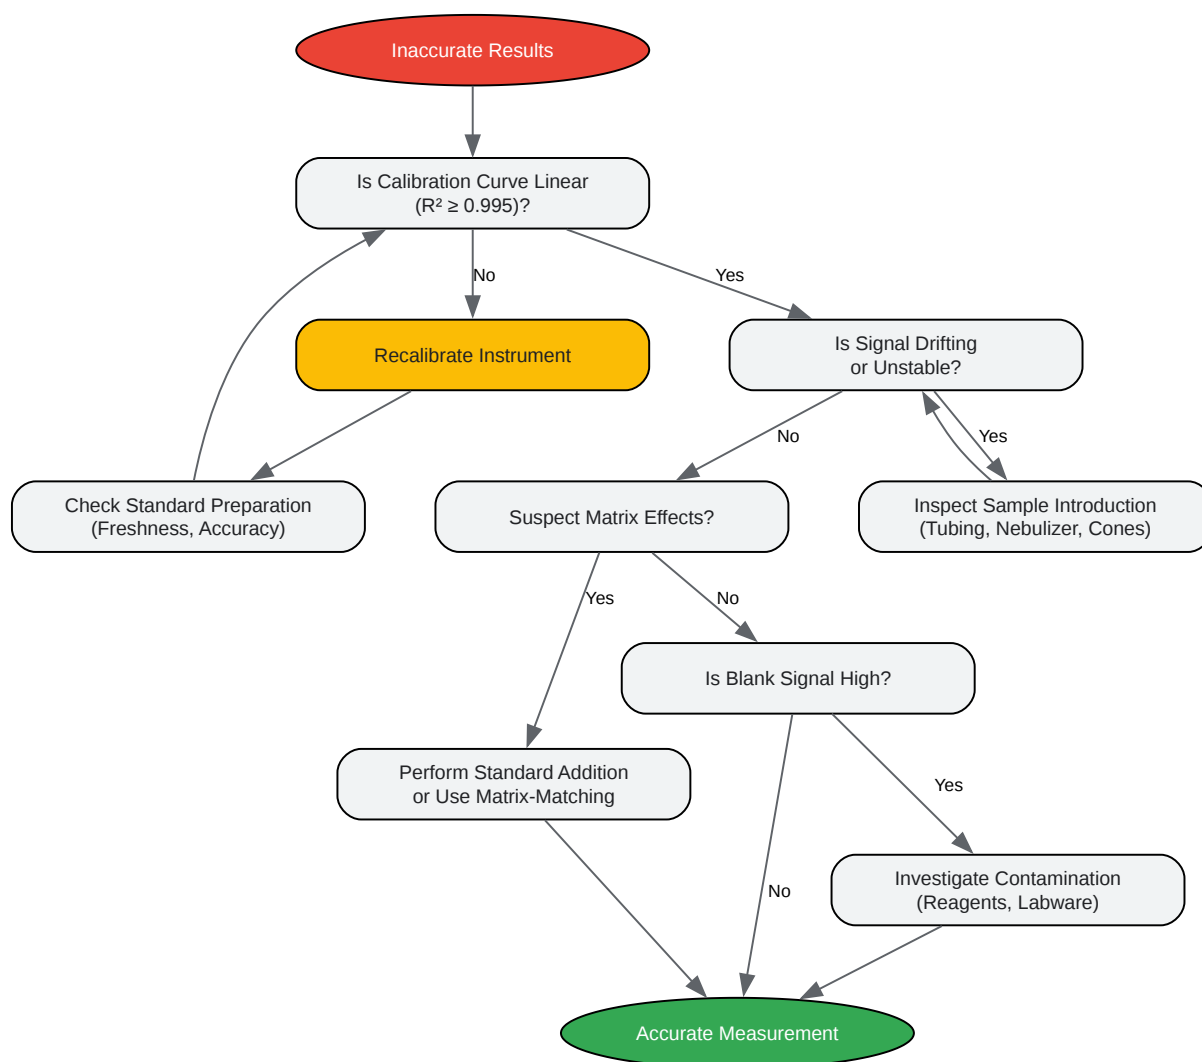 Inaccurate Results
Is Calibration Curve Linear
(R² ≥ 0.995)?
No
Yes
Recalibrate Instrument
Is Signal Drifting
or Unstable?
No
Yes
Check Standard Preparation
(Freshness, Accuracy)
Suspect Matrix Effects?
Inspect Sample Introduction
(Tubing, Nebulizer, Cones)
Yes
No
Is Blank Signal High?
Perform Standard Addition
or Use Matrix-Matching
Yes
No
Investigate Contamination
(Reagents, Labware)
Accurate Measurement